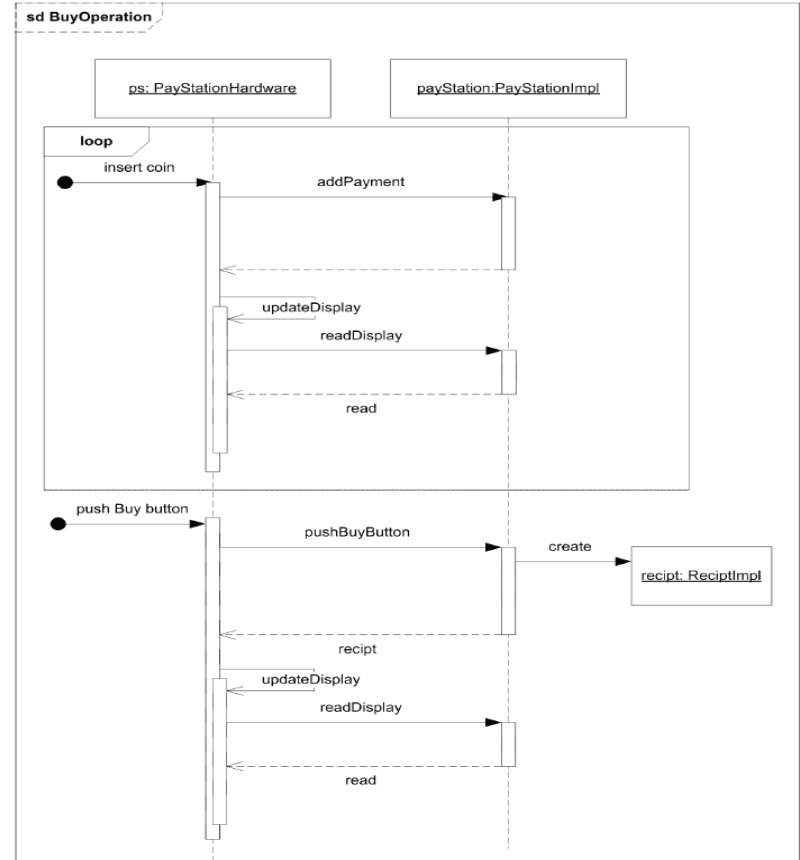 sd BuyOperation
ps: PayStationHardware
payStation:PayStationImpl
loop
insert coin
addPayment
updateDisplay
readDisplay
read
push Buy button
pushBuyButton
create
recipt: ReciptImpl
recipt
updateDisplay
readDisplay
read